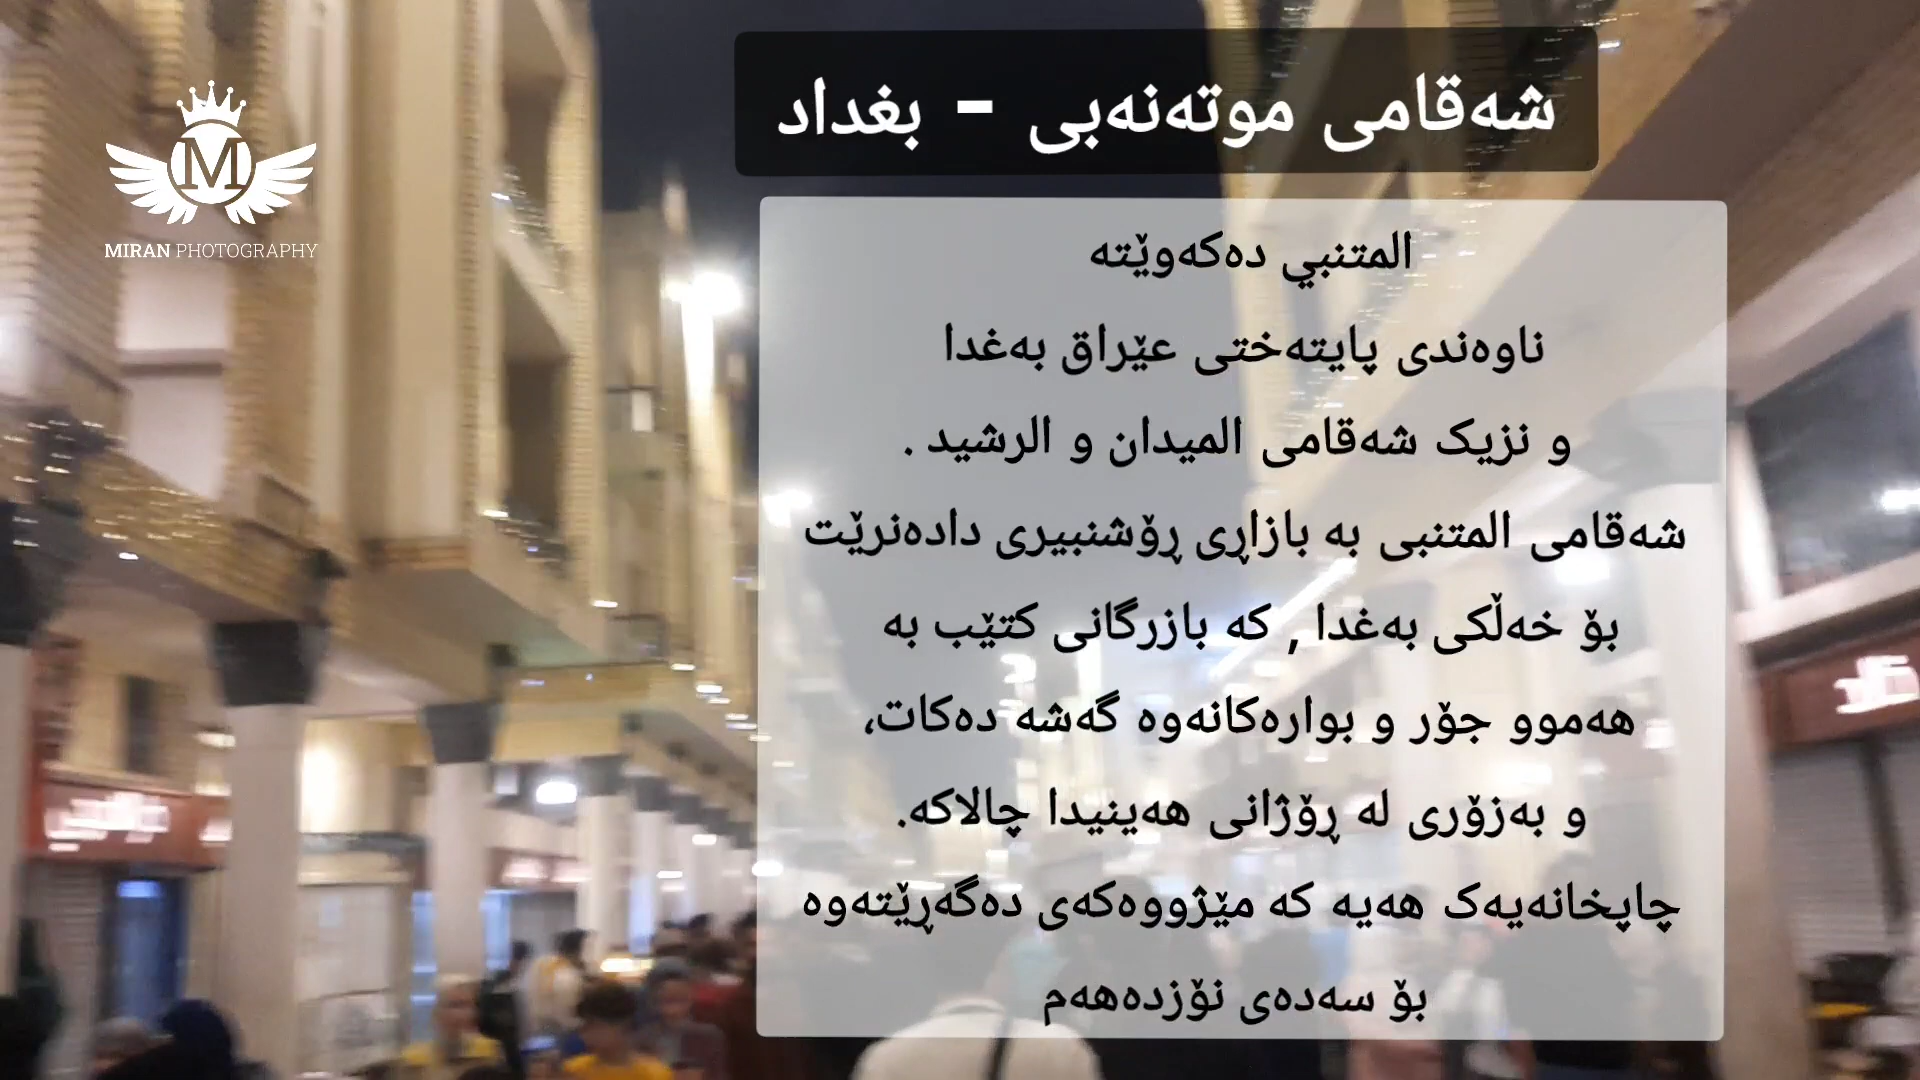 شەقامی موتەنەبی - بغداد
M
MIRAN PHOTOGRAPHY
المتنبي دەکەوێتە
ناوەندی پایتەختی عێراق بەغدا
و نزیک شەقامی المیدان و الرشید .
شەقامی المتنبی بە بازاڕی ڕۆشنبیری دادەنرێت
بۆ خەڵکی بەغدا , کە بازرگانی کتێب بە
هەموو جۆر و بوارەکانەوە گەشە دەکات،
و بەزۆری لە ڕۆژانی هەینیدا چالاکە.
چاپخانەیەک هەیە کە مێژووەکەی دەگەڕێتەوە
بۆ سەدەی نۆزدەهەم